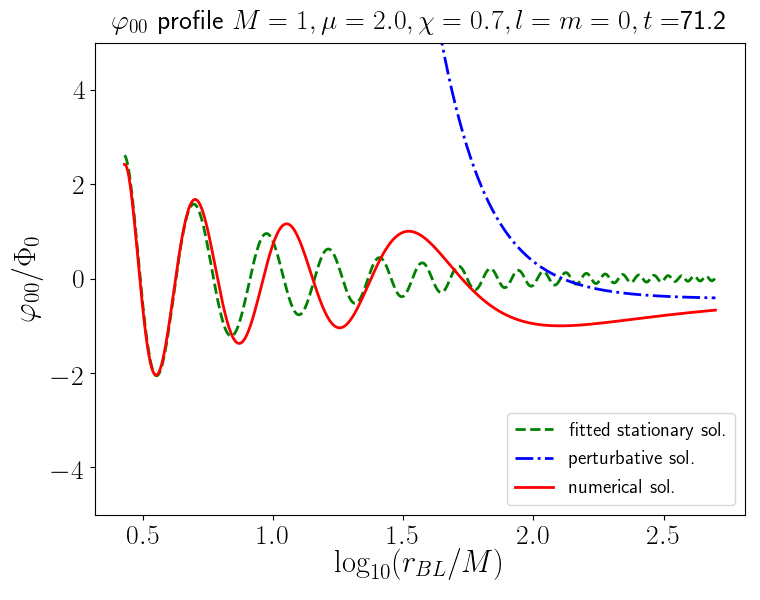 φ₀₀ profile M = 1, μ = 2.0, χ = 0.7, l = m = 0, t =71.2
φ₀₀/Φ₀
4
2
0
−2
−4
fitted stationary sol.
perturbative sol.
numerical sol.
0.5 1.0 1.5 2.0 2.5
log₁₀(r_BL/M)